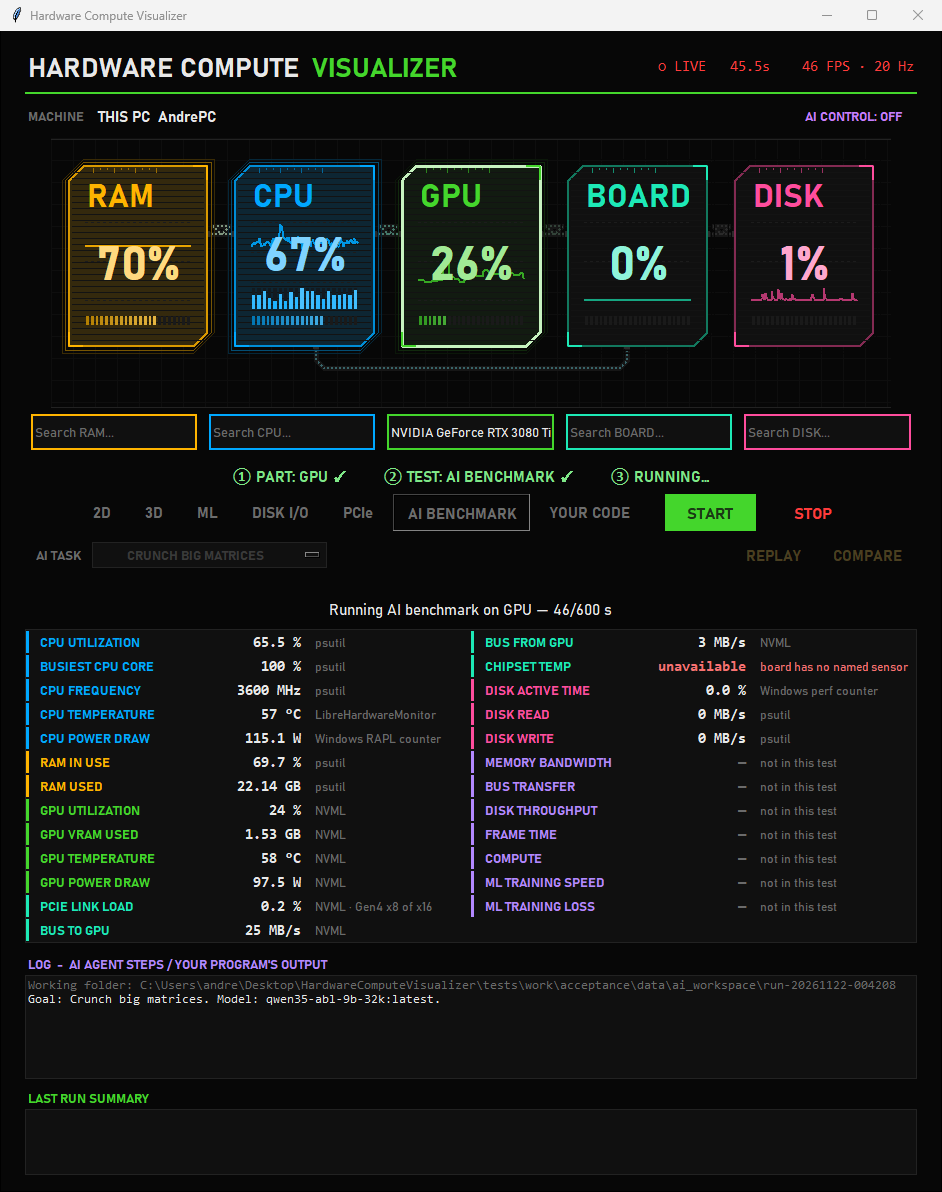 Hardware Compute Visualizer
HARDWARE COMPUTE VISUALIZER
LIVE 45.5s 46 FPS · 20 Hz
MACHINE THIS PC AndrePC
AI CONTROL: OFF
RAM CPU GPU BOARD DISK
70% 67% 26% 0% 1%
Search RAM... Search CPU... NVIDIA GeForce RTX 3080 Ti Search BOARD... Search DISK...
① PART: GPU ✓ ② TEST: AI BENCHMARK ✓ ③ RUNNING...
2D 3D ML DISK I/O PCIe AI BENCHMARK YOUR CODE START STOP
AI TASK CRUNCH BIG MATRICES REPLAY COMPARE
Running AI benchmark on GPU — 46/600 s
CPU UTILIZATION 65.5 % psutil
BUSIEST CPU CORE 100 % psutil
CPU FREQUENCY 3600 MHz psutil
CPU TEMPERATURE 57 °C LibreHardwareMonitor
CPU POWER DRAW 115.1 W Windows RAPL counter
RAM IN USE 69.7 % psutil
RAM USED 22.14 GB psutil
GPU UTILIZATION 24 % NVML
GPU VRAM USED 1.53 GB NVML
GPU TEMPERATURE 58 °C NVML
GPU POWER DRAW 97.5 W NVML
PCIE LINK LOAD 0.2 % NVML · Gen4 x8 of x16
BUS TO GPU 25 MB/s NVML
BUS FROM GPU 3 MB/s NVML
CHIPSET TEMP unavailable board has no named sensor
DISK ACTIVE TIME 0.0 % Windows perf counter
DISK READ 0 MB/s psutil
DISK WRITE 0 MB/s psutil
MEMORY BANDWIDTH — not in this test
BUS TRANSFER — not in this test
DISK THROUGHPUT — not in this test
FRAME TIME — not in this test
COMPUTE — not in this test
ML TRAINING SPEED — not in this test
ML TRAINING LOSS — not in this test
LOG - AI AGENT STEPS / YOUR PROGRAM'S OUTPUT
Working folder: C:\Users\andre\Desktop\HardwareComputeVisualizer\tests\work\acceptance\data\ai_workspace\run-20261122-004208
Goal: Crunch big matrices. Model: qwen35-abl-9b-32k:latest.
LAST RUN SUMMARY